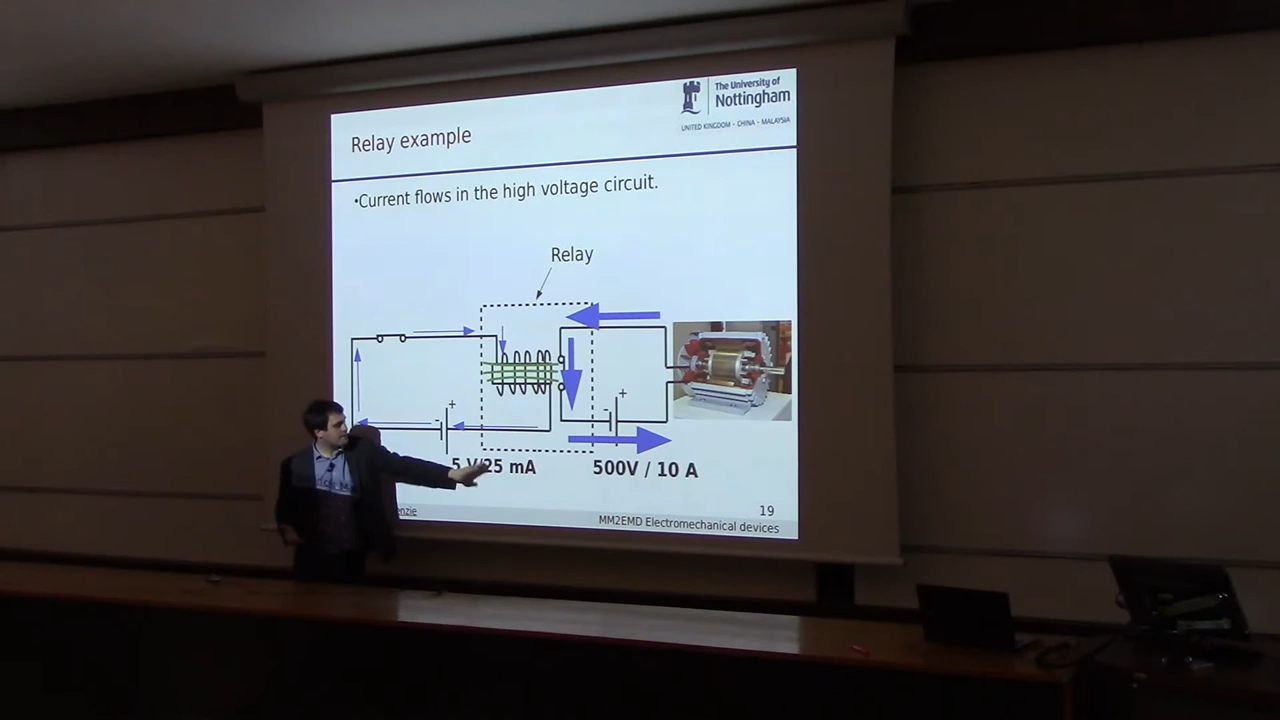 The University of
Nottingham
UNITED KINGDOM · CHINA · MALAYSIA
Relay example
•Current flows in the high voltage circuit.
Relay
+
-
+
-
5 V/25 mA
500V / 10 A
19
MM2EMD Electromechanical devices